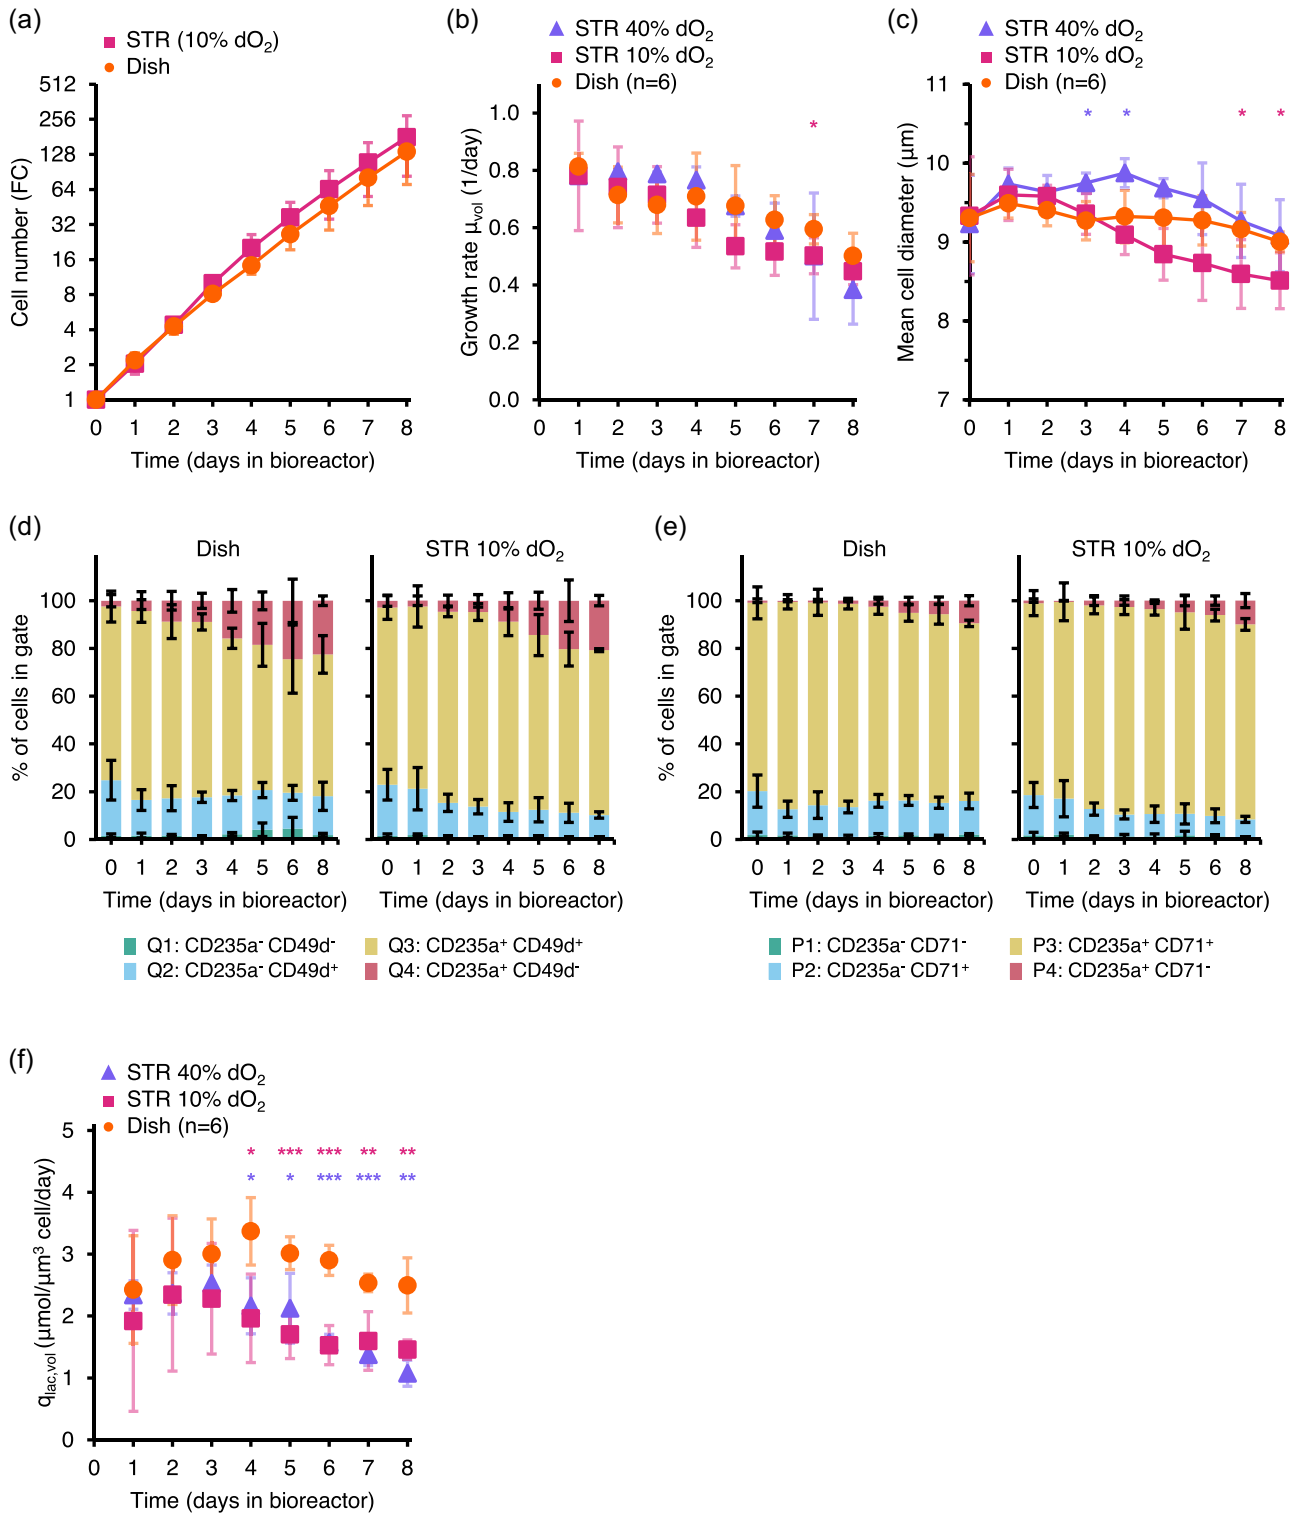 (a)
STR (10% dO₂)
Dish
512
256
128
64
32
16
8
4
2
1
Cell number (FC)
0 1 2 3 4 5 6 7 8
Time (days in bioreactor)
(b)
STR 40% dO₂
STR 10% dO₂
Dish (n=6)
1.0
0.8
0.6
0.4
0.2
0.0
Growth rate µvol (1/day)
*
0 1 2 3 4 5 6 7 8
Time (days in bioreactor)
(c)
STR 40% dO₂
STR 10% dO₂
Dish (n=6)
11
10
9
8
7
Mean cell diameter (µm)
* * * *
0 1 2 3 4 5 6 7 8
Time (days in bioreactor)
(d)
Dish STR 10% dO₂
100
80
60
40
20
0
% of cells in gate
0 1 2 3 4 5 6 8 0 1 2 3 4 5 6 8
Time (days in bioreactor) Time (days in bioreactor)
Q1: CD235a⁻ CD49d⁻ Q3: CD235a⁺ CD49d⁺
Q2: CD235a⁻ CD49d⁺ Q4: CD235a⁺ CD49d⁻
(e)
Dish STR 10% dO₂
100
80
60
40
20
0
% of cells in gate
0 1 2 3 4 5 6 8 0 1 2 3 4 5 6 8
Time (days in bioreactor) Time (days in bioreactor)
P1: CD235a⁻ CD71⁻ P3: CD235a⁺ CD71⁺
P2: CD235a⁻ CD71⁺ P4: CD235a⁺ CD71⁻
(f)
STR 40% dO₂
STR 10% dO₂
Dish (n=6)
5
4
3
2
1
0
qlac,vol (µmol/µm³ cell/day)
* *** *** ** **
* * *** *** **
0 1 2 3 4 5 6 7 8
Time (days in bioreactor)